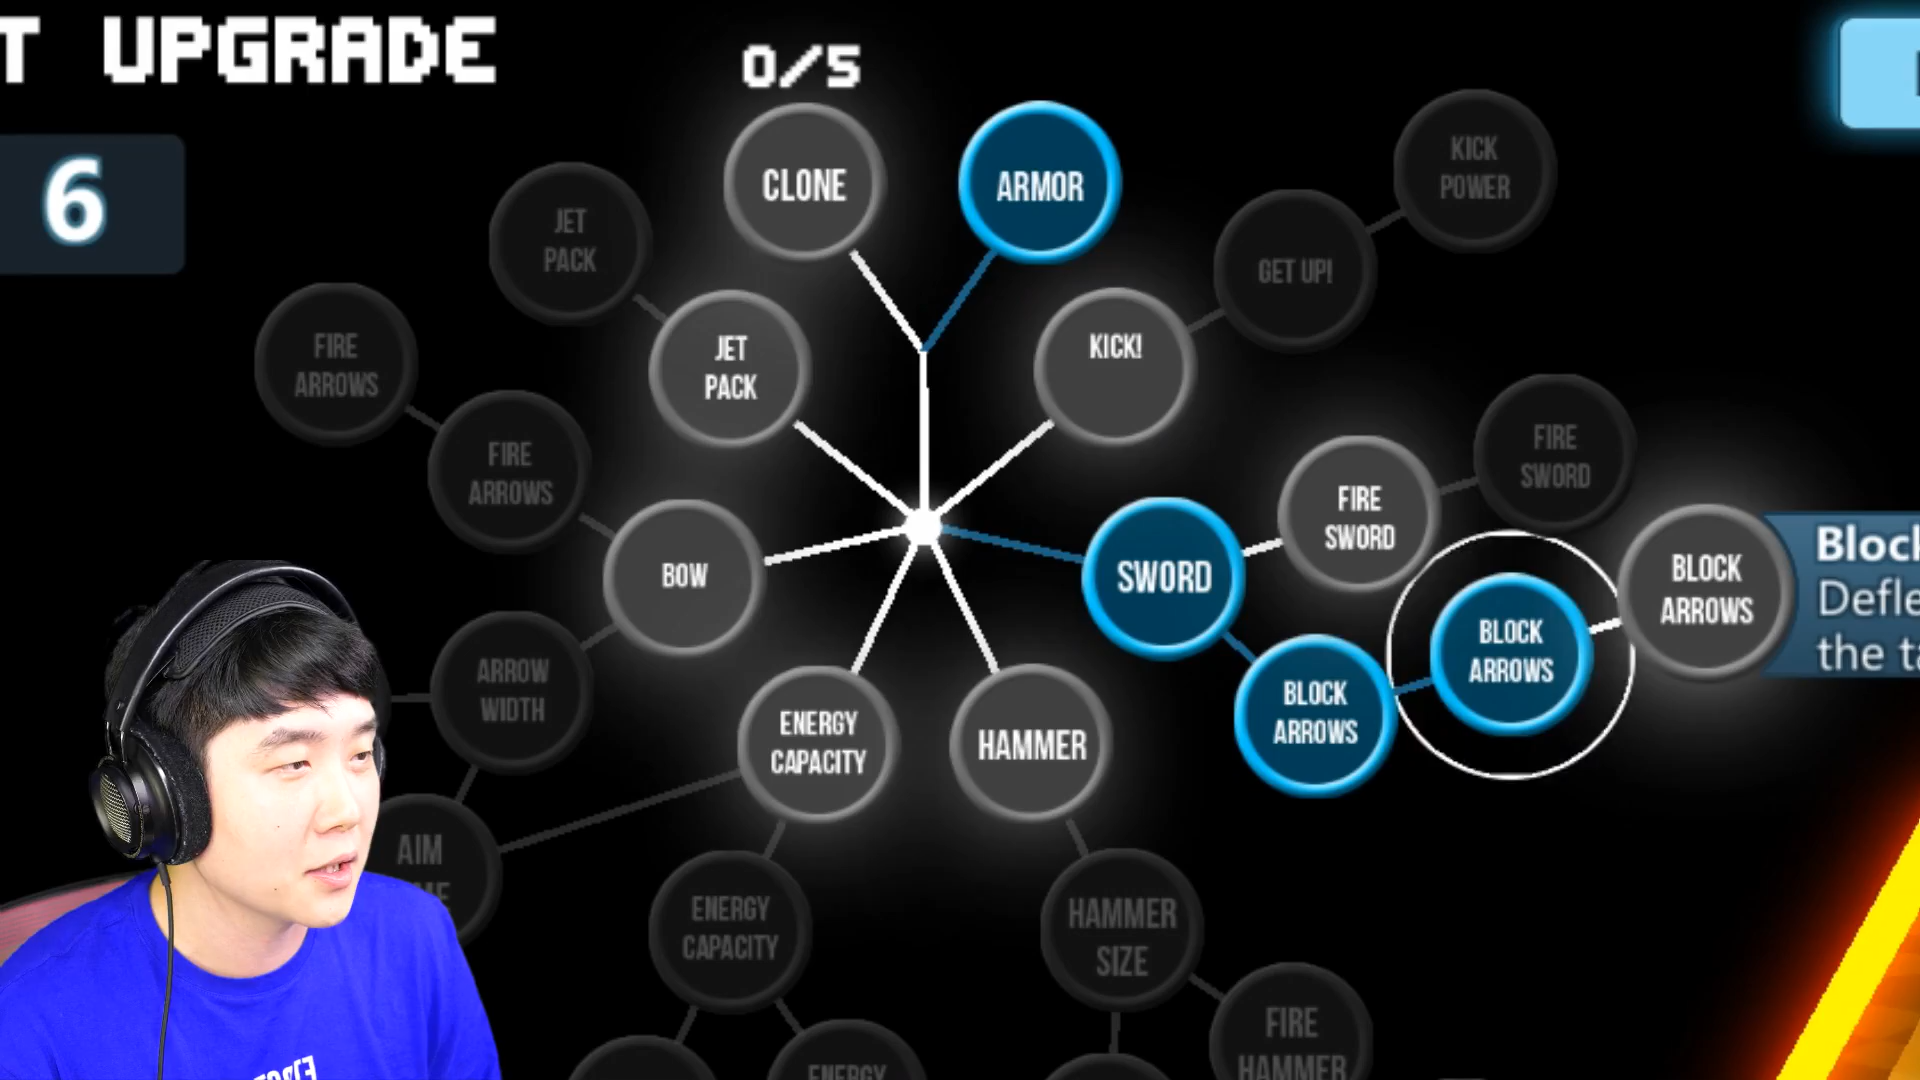 T UPGRADE
0/5
6
CLONE
ARMOR
KICK
POWER
JET
PACK
GET UP!
FIRE
ARROWS
JET
PACK
KICK!
FIRE
ARROWS
FIRE
SWORD
FIRE
SWORD
BOW
SWORD
BLOCK
ARROWS
Block
Defle
the ta
ARROW
WIDTH
BLOCK
ARROWS
BLOCK
ARROWS
ENERGY
CAPACITY
HAMMER
AIM
ENERGY
CAPACITY
HAMMER
SIZE
FIRE
HAMMER
ENERGY